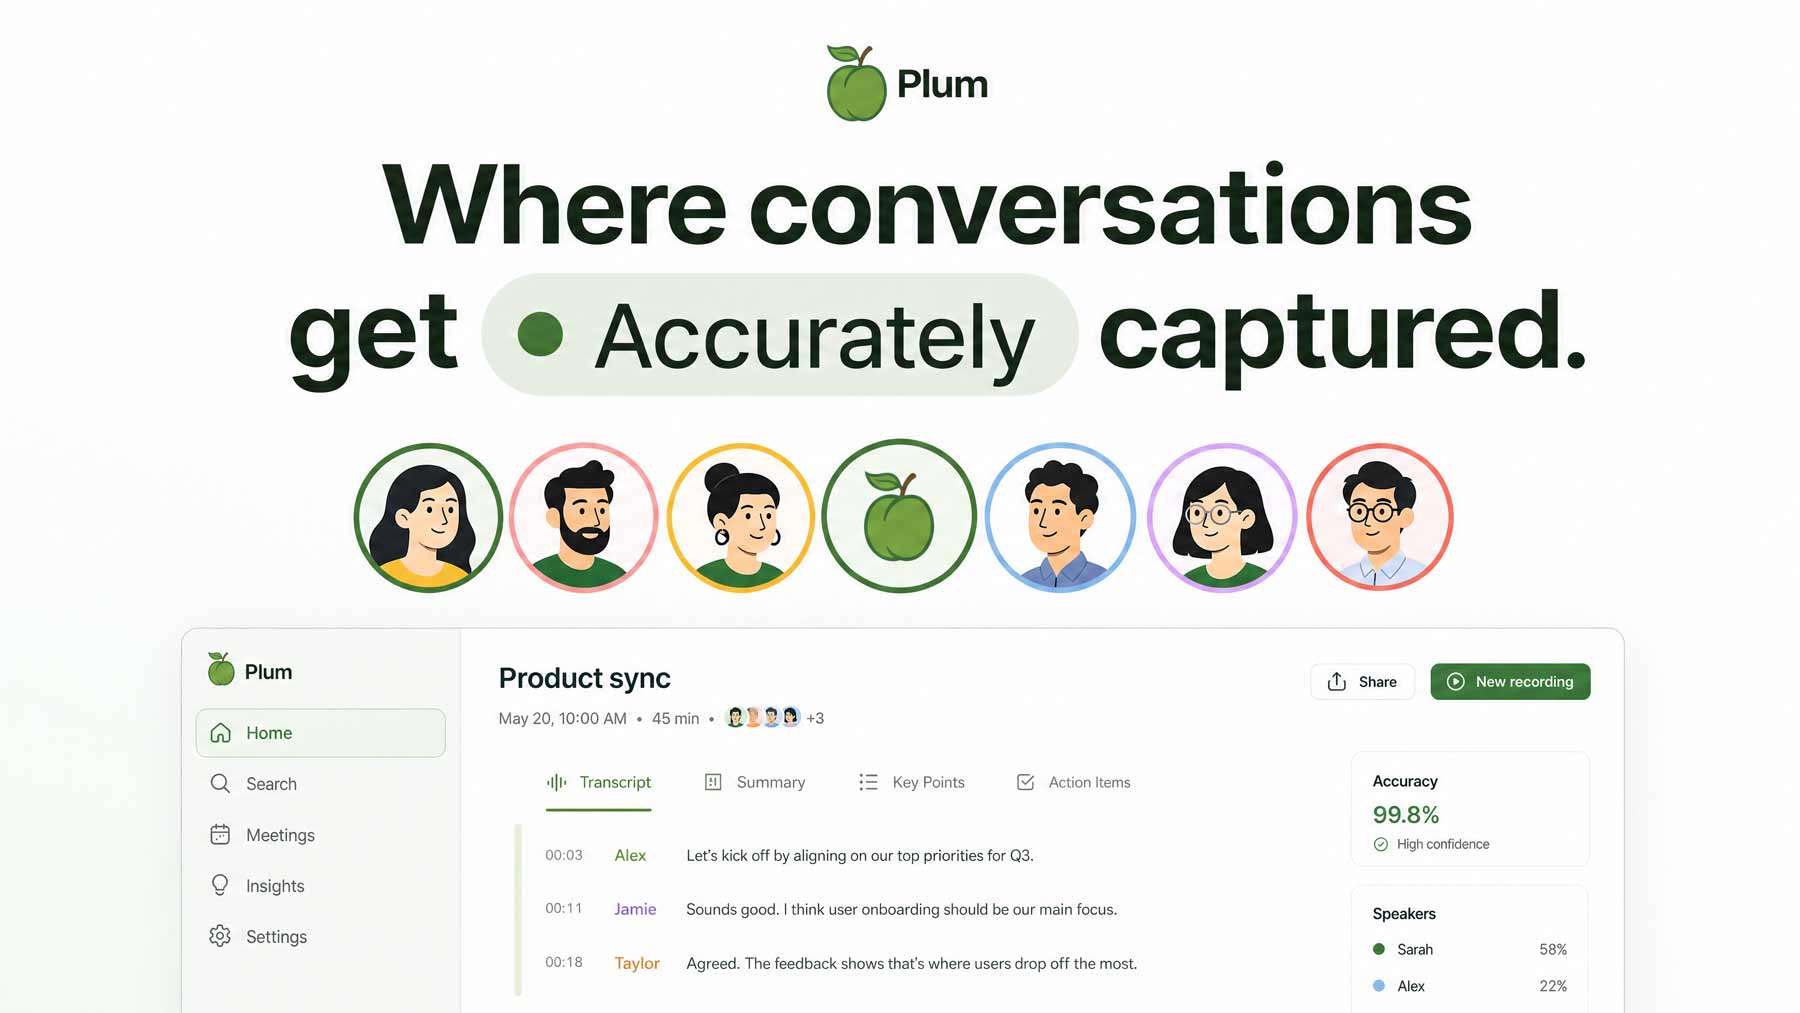 Plum
Where conversations
get Accurately captured.
Plum
Home
Search
Meetings
Insights
Settings
Product sync
May 20, 10:00 AM • 45 min • +3
Share
New recording
Transcript
Summary
Key Points
Action Items
00:03 Alex Let's kick off by aligning on our top priorities for Q3.
00:11 Jamie Sounds good. I think user onboarding should be our main focus.
00:18 Taylor Agreed. The feedback shows that's where users drop off the most.
Accuracy
99.8%
High confidence
Speakers
Sarah 58%
Alex 22%